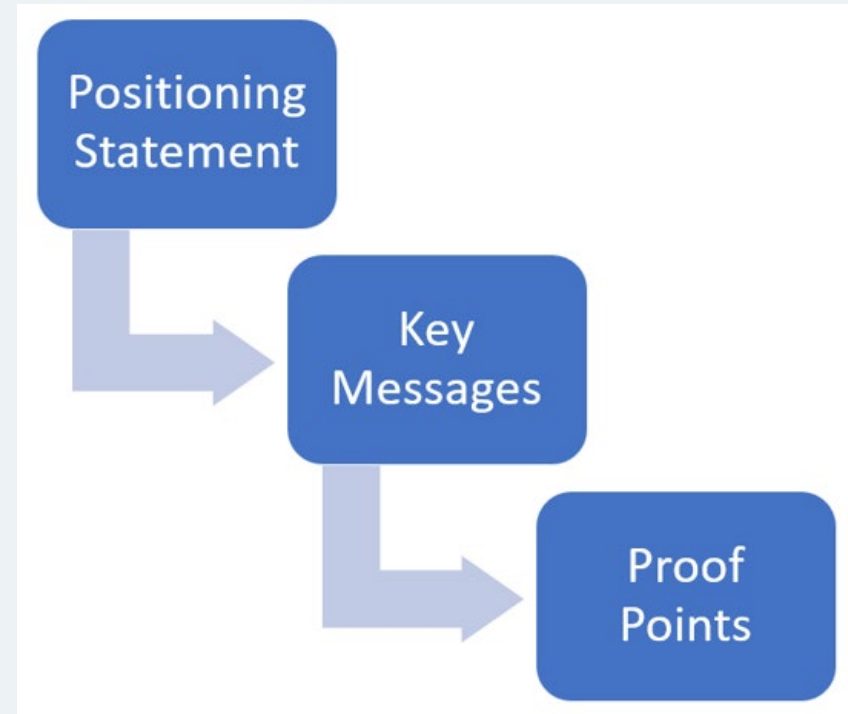 Positioning
Statement
Key
Messages
Proof
Points